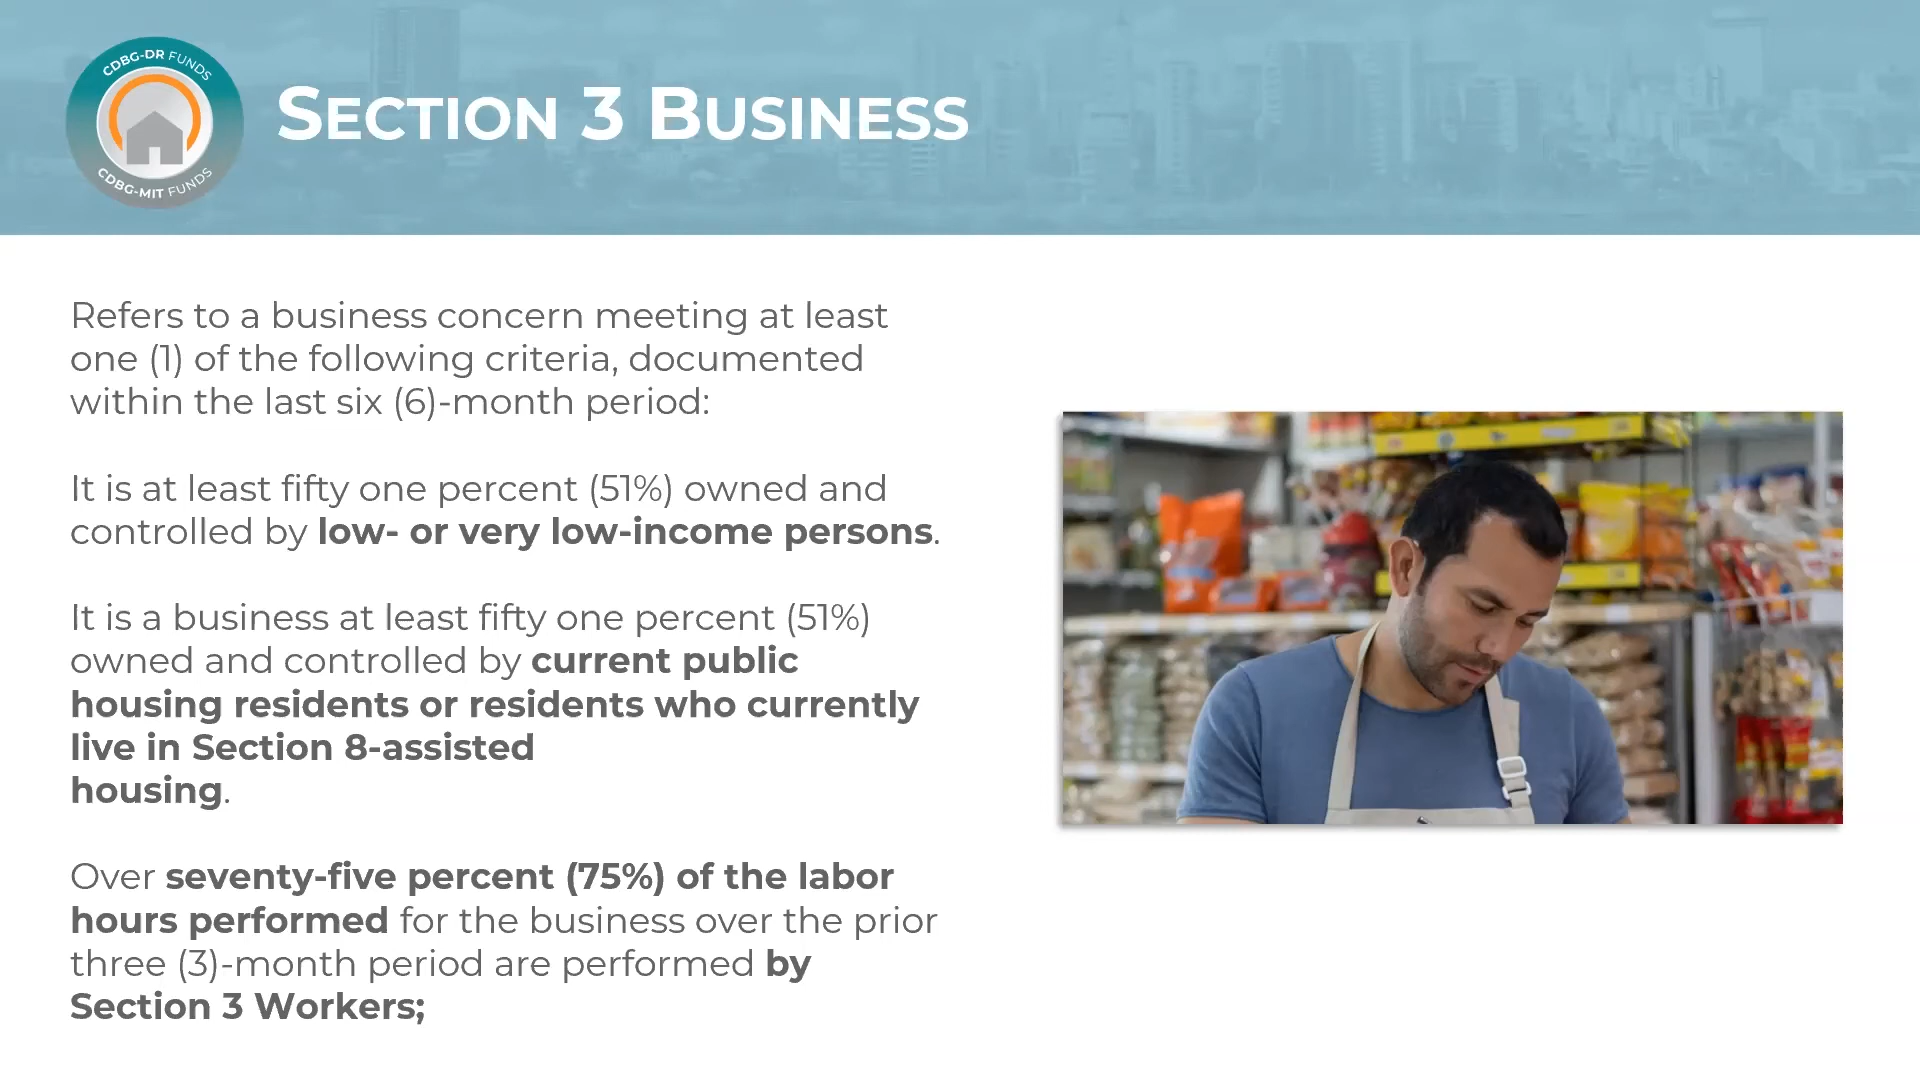 CDBG-DR FUNDS
CDBG-MIT FUNDS
SECTION 3 BUSINESS
Refers to a business concern meeting at least
one (1) of the following criteria, documented
within the last six (6)-month period:
It is at least fifty one percent (51%) owned and
controlled by low- or very low-income persons.
It is a business at least fifty one percent (51%)
owned and controlled by current public
housing residents or residents who currently
live in Section 8-assisted
housing.
Over seventy-five percent (75%) of the labor
hours performed for the business over the prior
three (3)-month period are performed by
Section 3 Workers;